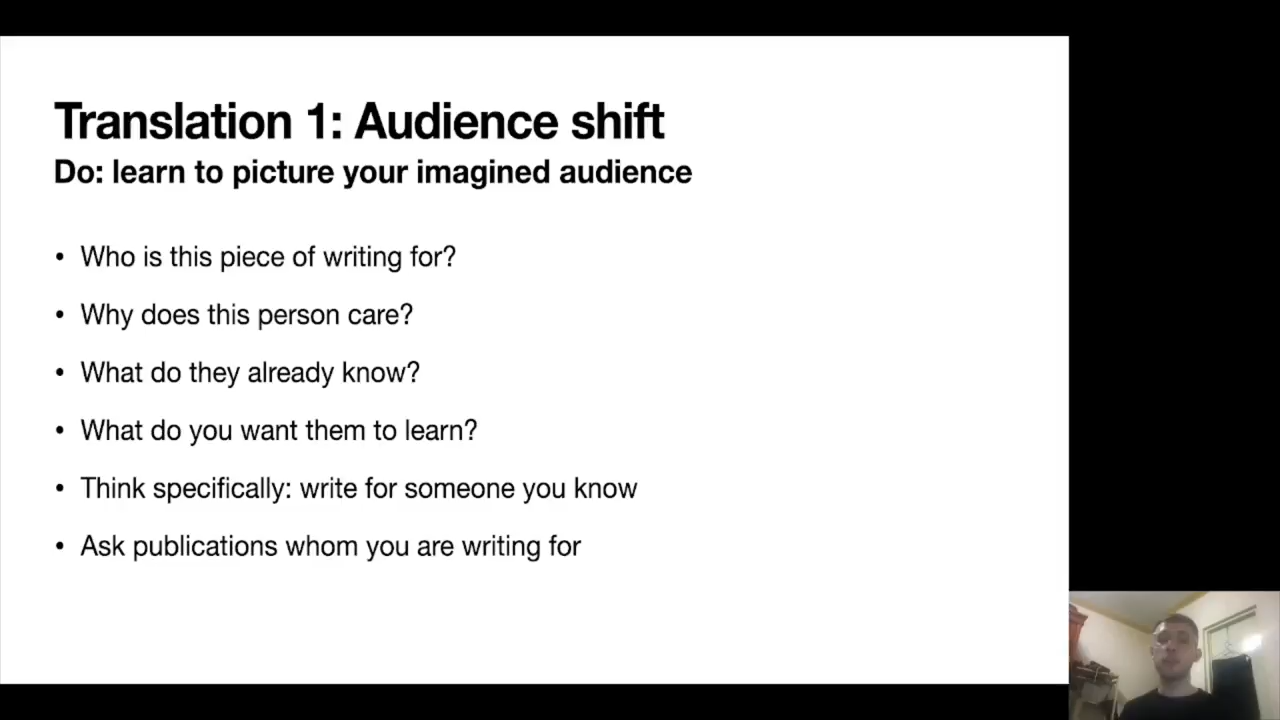 Translation 1: Audience shift
Do: learn to picture your imagined audience
• Who is this piece of writing for?
• Why does this person care?
• What do they already know?
• What do you want them to learn?
• Think specifically: write for someone you know
• Ask publications whom you are writing for